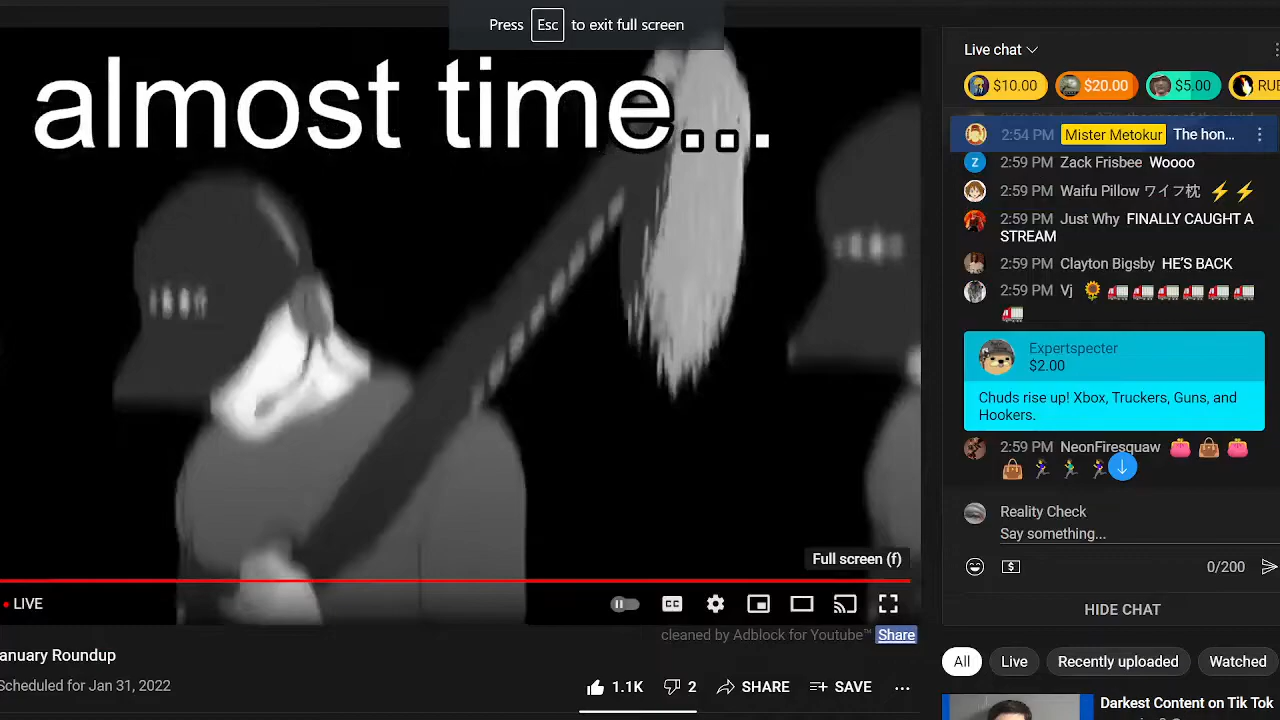 Press Esc to exit full screen
almost time...
Live chat
$10.00 $20.00 $5.00 RUE
2:54 PM Mister Metokur The hon...
2:59 PM Zack Frisbee Woooo
2:59 PM Waifu Pillow ワイフ枕 ⚡⚡
2:59 PM Just Why FINALLY CAUGHT A
STREAM
2:59 PM Clayton Bigsby HE'S BACK
2:59 PM Vj 🌻🚛🚛🚛🚛🚛🚛
🚛
Expertspecter
$2.00
Chuds rise up! Xbox, Truckers, Guns, and
Hookers.
2:59 PM NeonFiresquaw 👛👜👛
👜🏃🏃🏃
Reality Check
Say something...
0/200
HIDE CHAT
Full screen (f)
LIVE
CC
cleaned by Adblock for Youtube™ Share
anuary Roundup
Scheduled for Jan 31, 2022
1.1K 2 SHARE SAVE ...
All Live Recently uploaded Watched
Darkest Content on Tik Tok